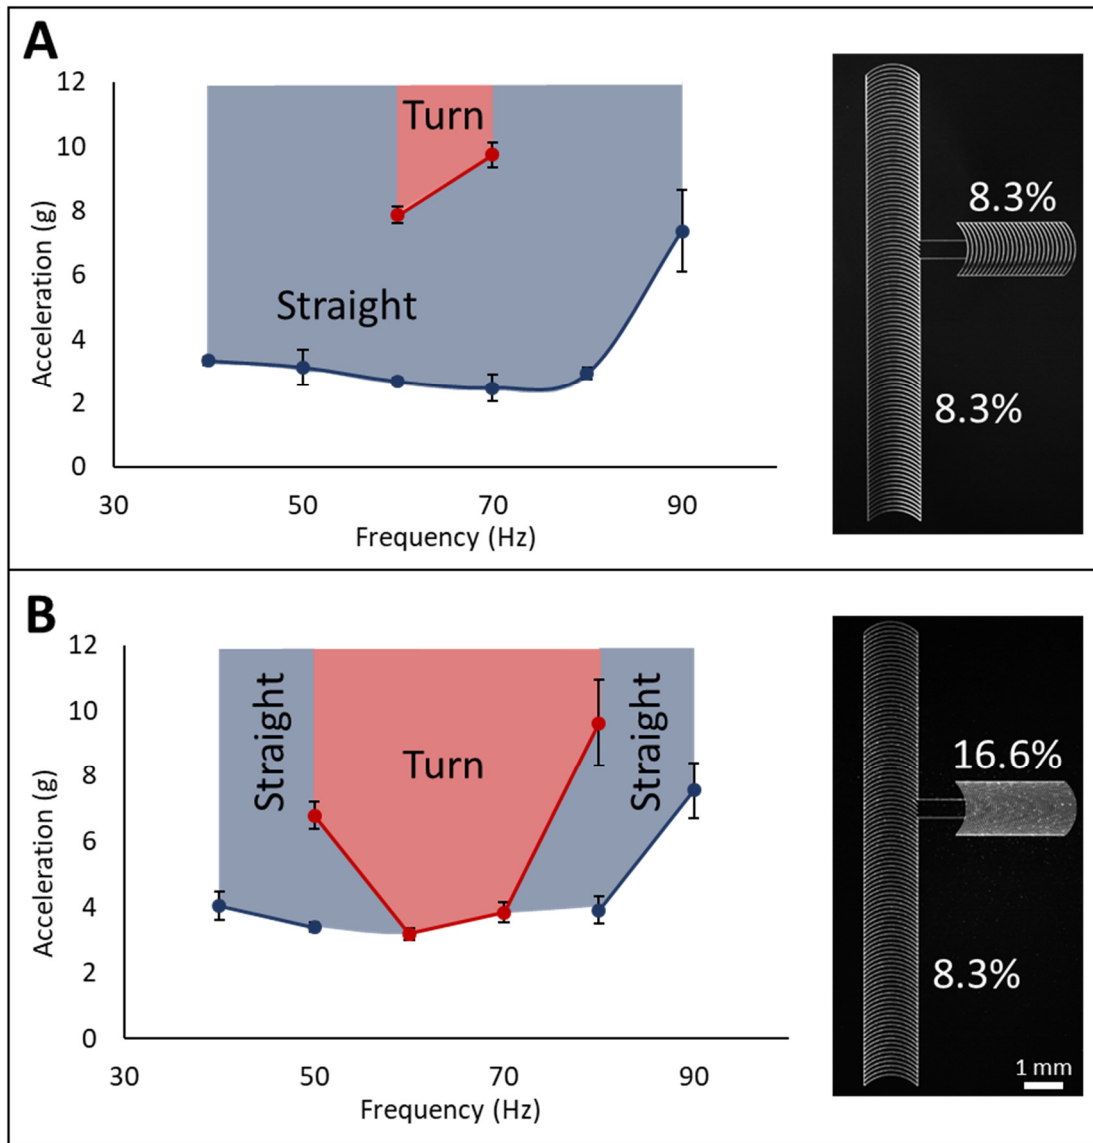 A
12
10
8
6
4
2
0
Acceleration (g)
Turn
Straight
30 50 70 90
Frequency (Hz)
8.3%
8.3%
B
12
10
8
6
4
2
0
Acceleration (g)
Straight
Turn
Straight
30 50 70 90
Frequency (Hz)
16.6%
8.3%
1 mm